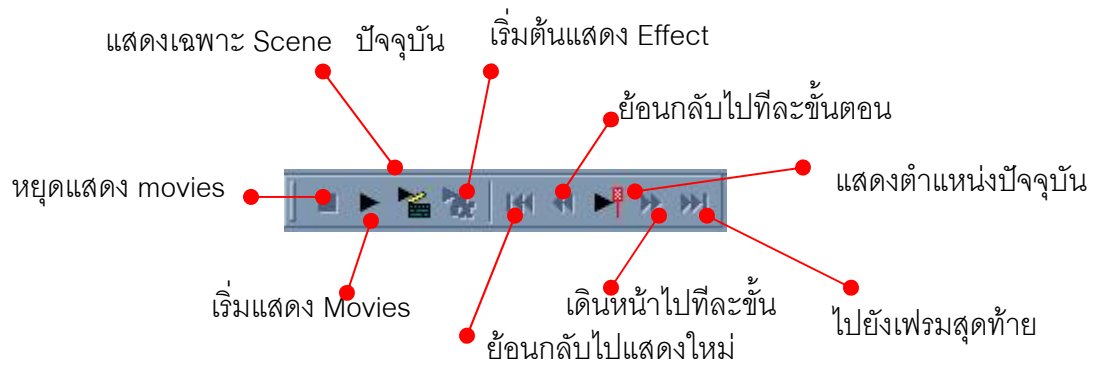 แสดงเฉพาะ Scene ปัจจุบัน
เริ่มต้นแสดง Effect
ย้อนกลับไปทีละขั้นตอน
หยุดแสดง movies
แสดงตำแหน่งปัจจุบัน
เริ่มแสดง Movies
เดินหน้าไปทีละขั้น
ไปยังเฟรมสุดท้าย
ย้อนกลับไปแสดงใหม่